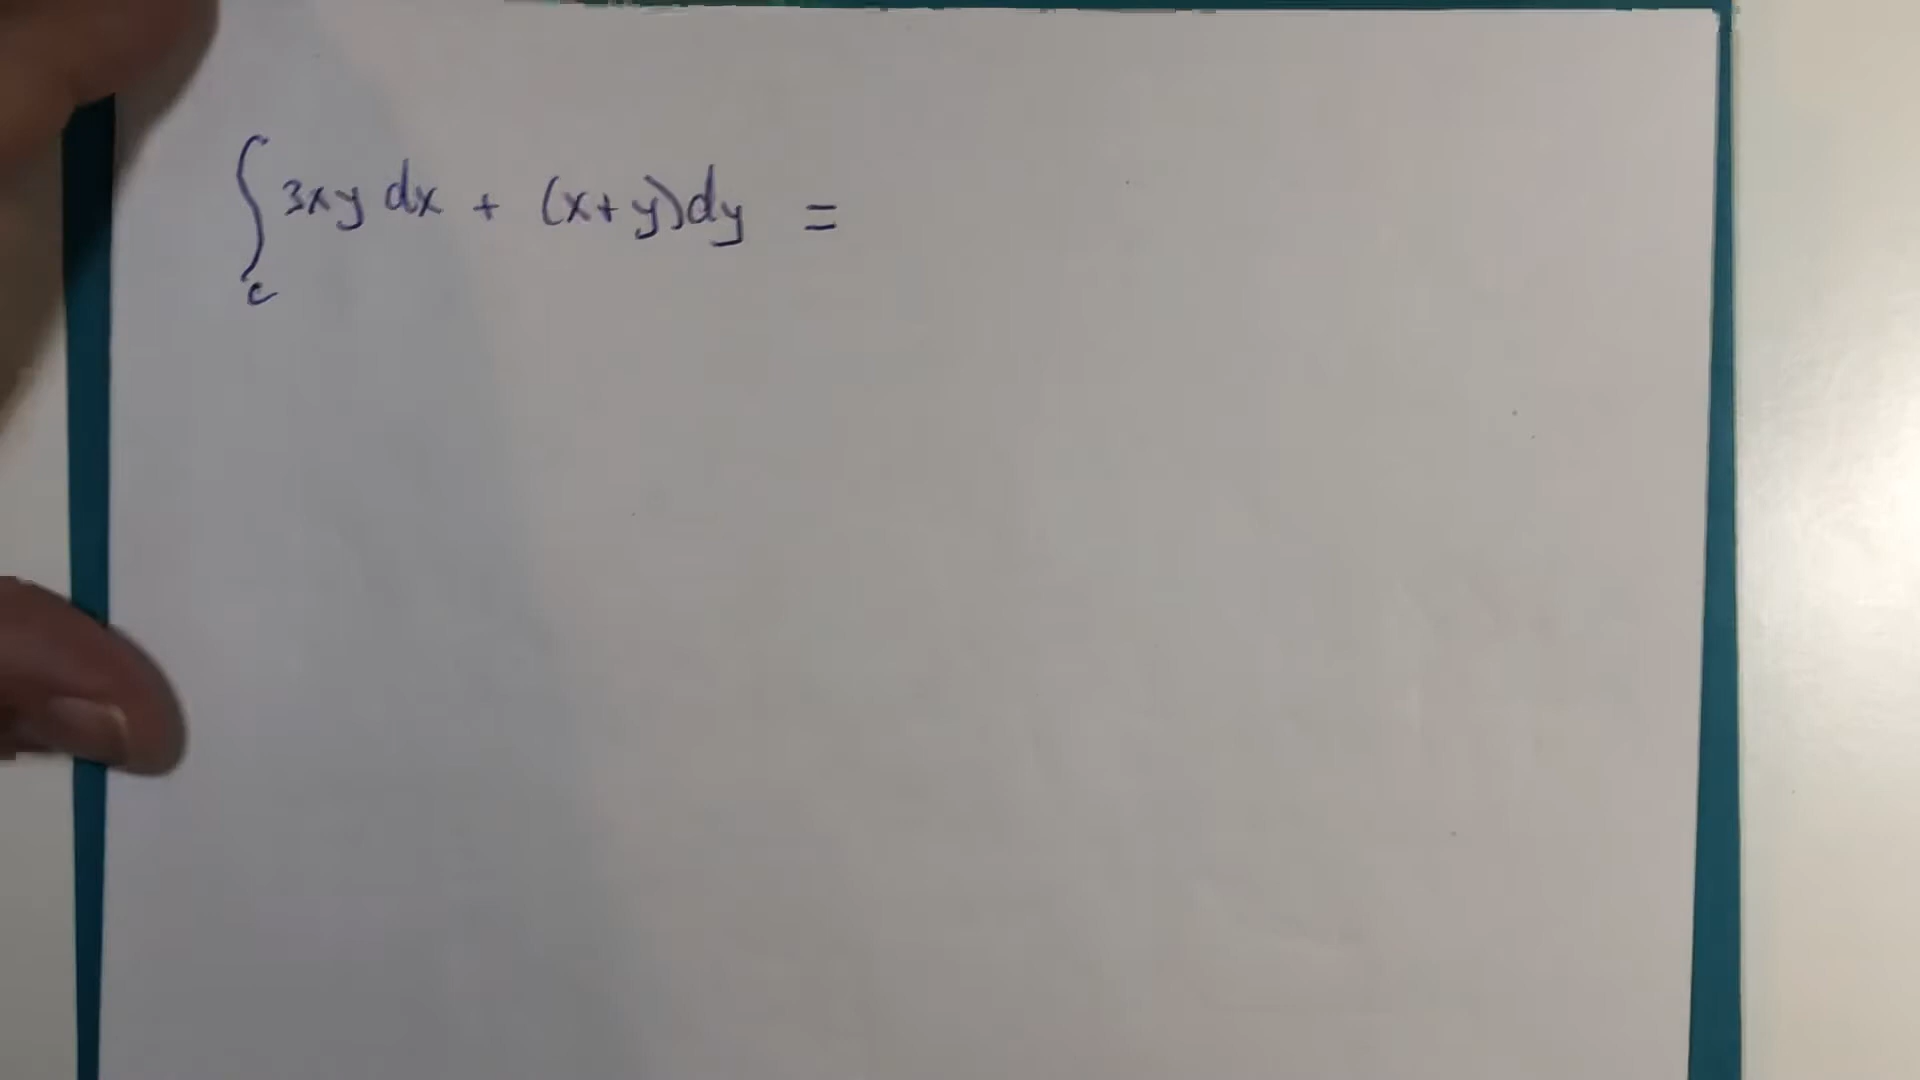 ∫_c 3xy dx + (x+y)dy =